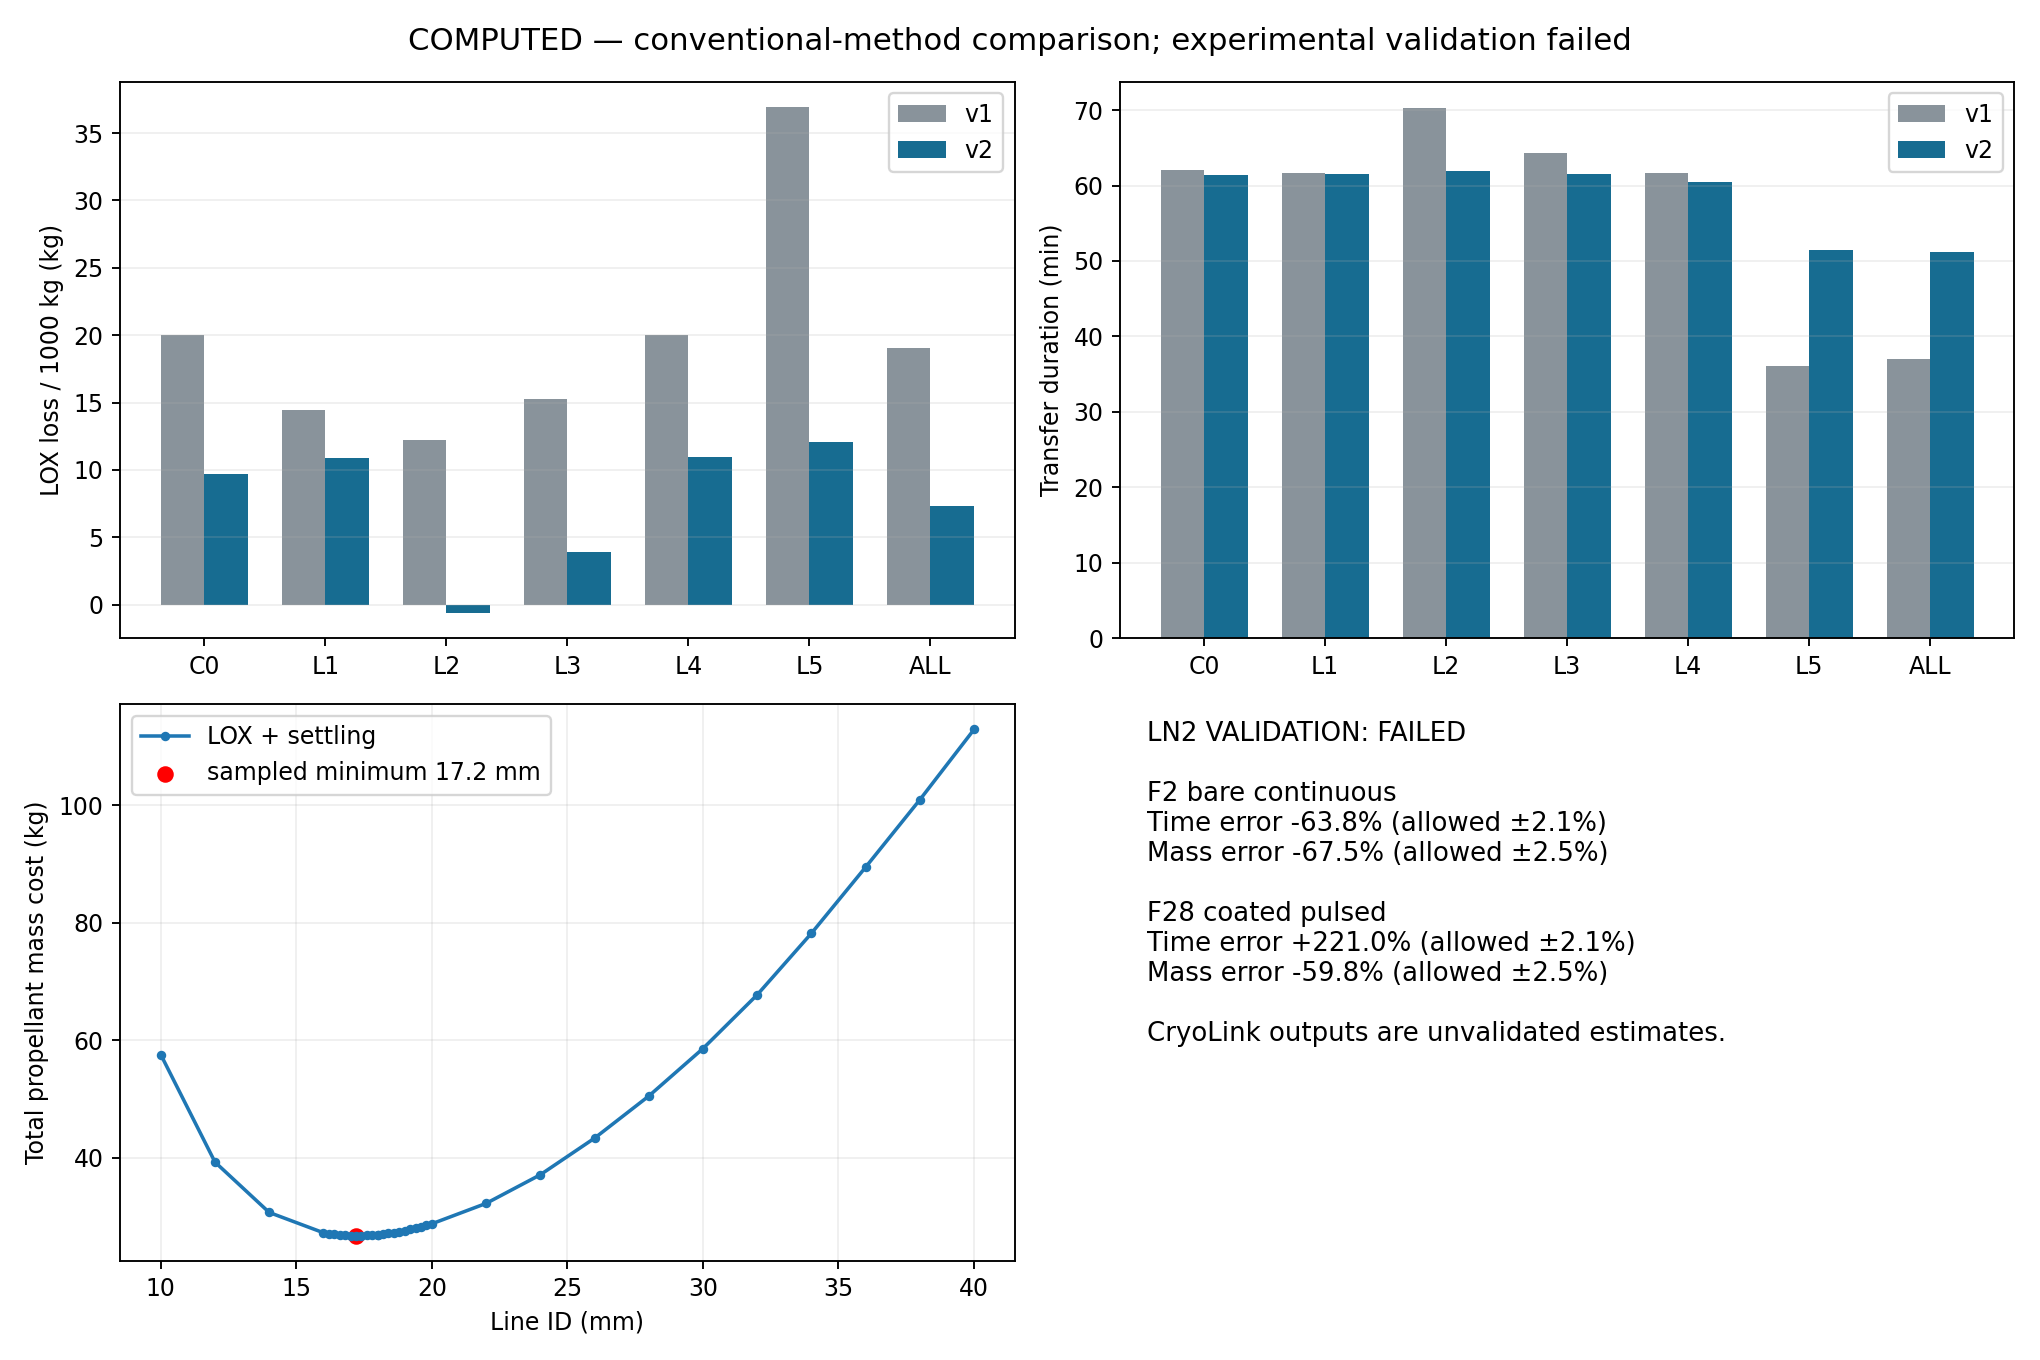 COMPUTED — conventional-method comparison; experimental validation failed
LOX loss / 1000 kg (kg)
35
30
25
20
15
10
5
0
v1
v2
C0 L1 L2 L3 L4 L5 ALL
Transfer duration (min)
70
60
50
40
30
20
10
0
v1
v2
C0 L1 L2 L3 L4 L5 ALL
Total propellant mass cost (kg)
100
80
60
40
LOX + settling
sampled minimum 17.2 mm
10 15 20 25 30 35 40
Line ID (mm)
LN2 VALIDATION: FAILED
F2 bare continuous
Time error -63.8% (allowed ±2.1%)
Mass error -67.5% (allowed ±2.5%)
F28 coated pulsed
Time error +221.0% (allowed ±2.1%)
Mass error -59.8% (allowed ±2.5%)
CryoLink outputs are unvalidated estimates.